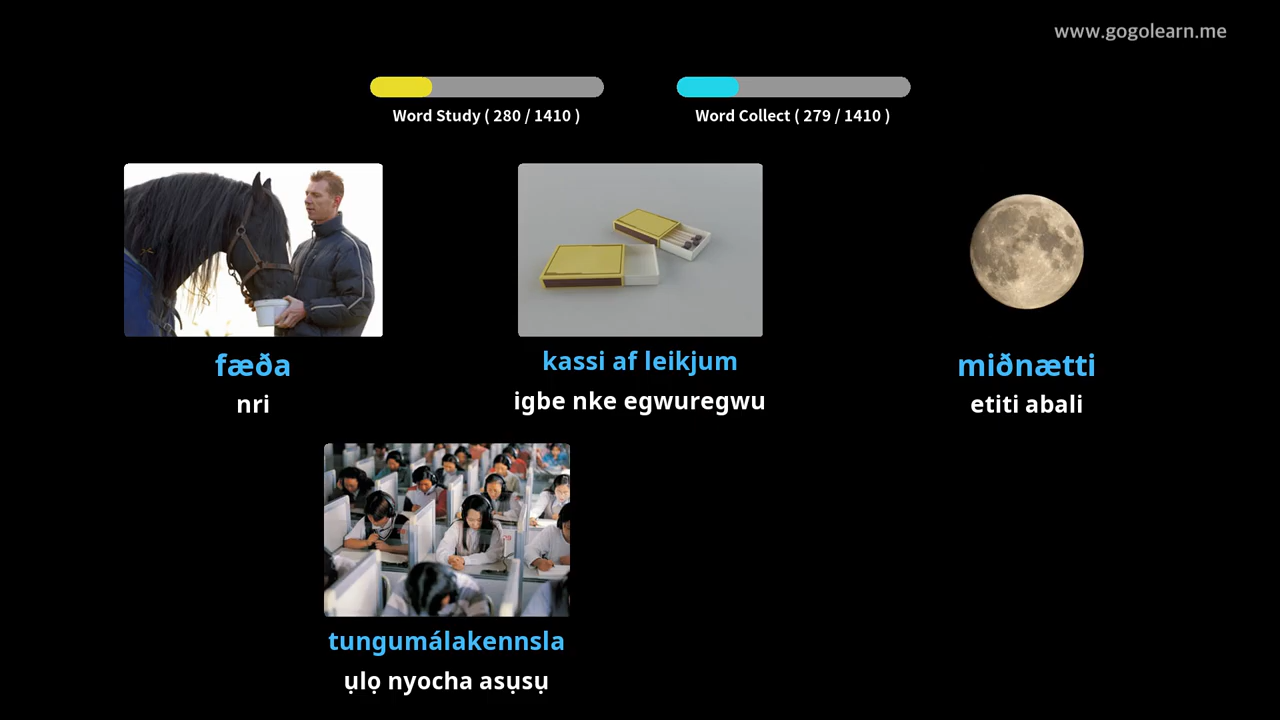 www.gogolearn.me
Word Study ( 280 / 1410 )
Word Collect ( 279 / 1410 )
fæða
nri
kassi af leikjum
igbe nke egwuregwu
miðnætti
etiti abali
tungumálakennsla
ụlọ nyocha asụsụ